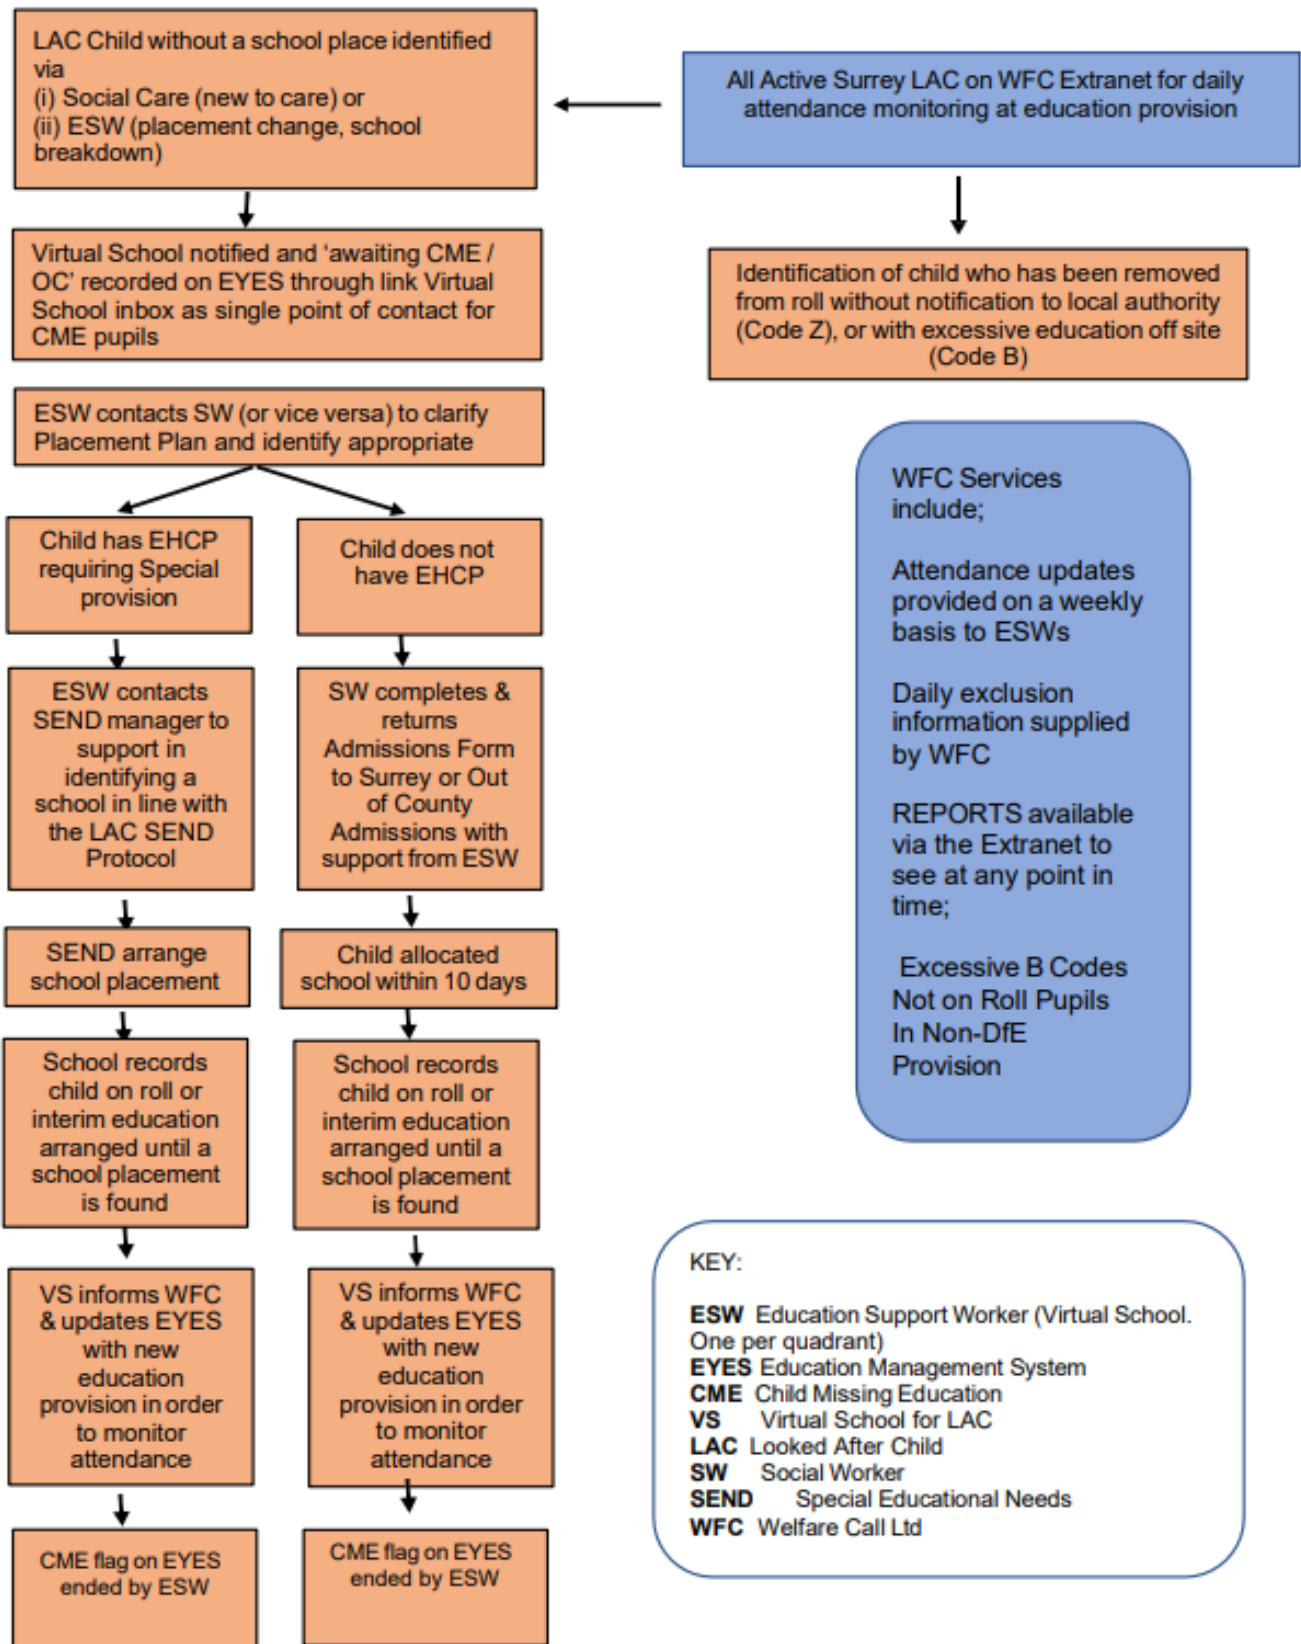 LAC Child without a school place identified
via
(i) Social Care (new to care) or
(ii) ESW (placement change, school
breakdown)
All Active Surrey LAC on WFC Extranet for daily
attendance monitoring at education provision
Virtual School notified and ‘awaiting CME /
OC’ recorded on EYES through link Virtual
School inbox as single point of contact for
CME pupils
Identification of child who has been removed
from roll without notification to local authority
(Code Z), or with excessive education off site
(Code B)
ESW contacts SW (or vice versa) to clarify
Placement Plan and identify appropriate
Child has EHCP
requiring Special
provision
Child does not
have EHCP
ESW contacts
SEND manager to
support in
identifying a
school in line with
the LAC SEND
Protocol
SW completes &
returns
Admissions Form
to Surrey or Out
of County
Admissions with
support from ESW
SEND arrange
school placement
Child allocated
school within 10 days
School records
child on roll or
interim education
arranged until a
school placement
is found
School records
child on roll or
interim education
arranged until a
school placement
is found
VS informs WFC
& updates EYES
with new
education
provision in order
to monitor
attendance
VS informs WFC
& updates EYES
with new
education
provision in order
to monitor
attendance
CME flag on EYES
ended by ESW
CME flag on EYES
ended by ESW
WFC Services
include;
Attendance updates
provided on a weekly
basis to ESWs
Daily exclusion
information supplied
by WFC
REPORTS available
via the Extranet to
see at any point in
time;
Excessive B Codes
Not on Roll Pupils
In Non-DfE
Provision
KEY:
ESW Education Support Worker (Virtual School.
One per quadrant)
EYES Education Management System
CME Child Missing Education
VS Virtual School for LAC
LAC Looked After Child
SW Social Worker
SEND Special Educational Needs
WFC Welfare Call Ltd